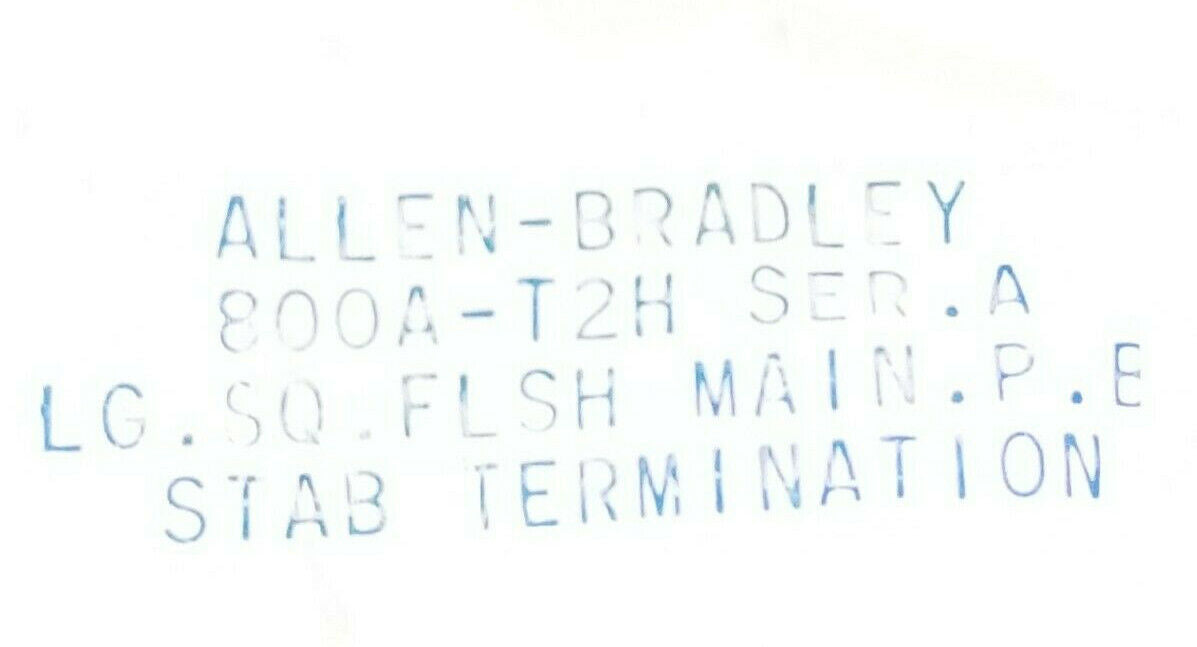 ALLEN-BRADLEY
800A-T2H SER.A
LG.SQ.FLSH MAIN.P.E
STAB TERMINATION